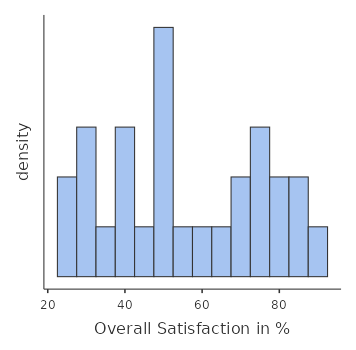 density
20 40 60 80
Overall Satisfaction in %